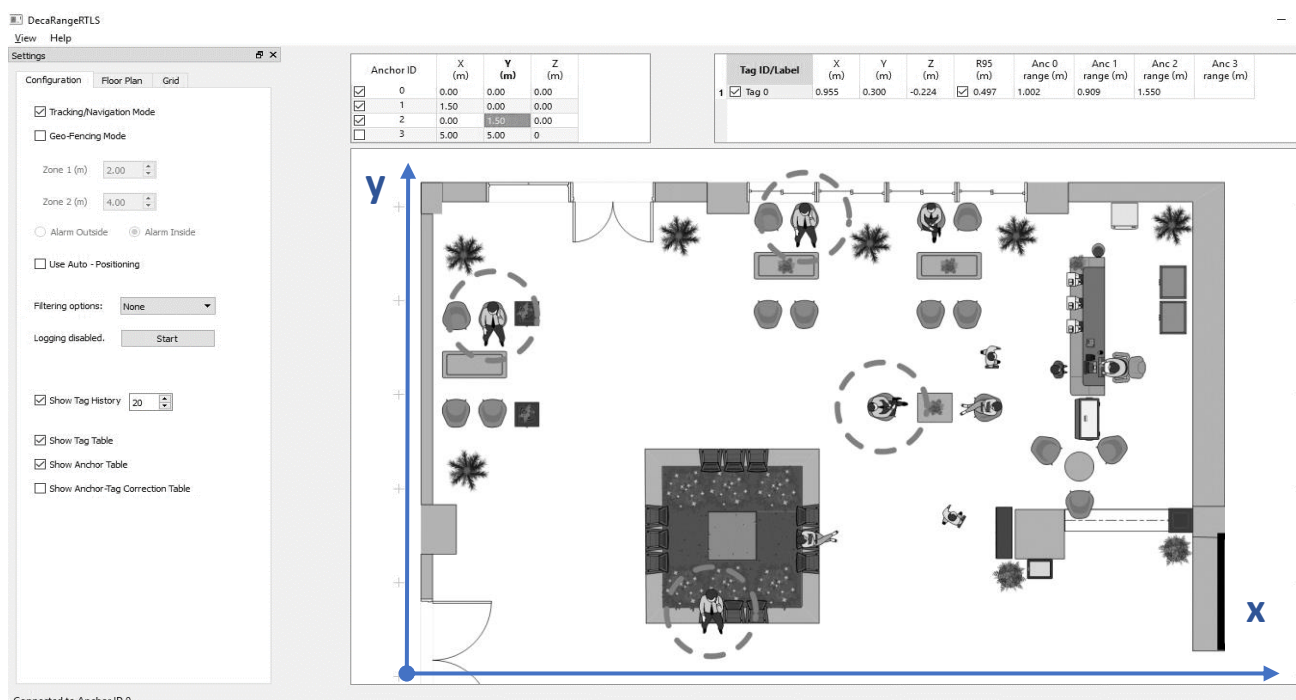 DecaRangeRTLS
View Help
Settings
Configuration Floor Plan Grid
Tracking/Navigation Mode
Geo-Fencing Mode
Zone 1 (m) 2.00
Zone 2 (m) 4.00
Alarm Outside Alarm Inside
Use Auto - Positioning
Filtering options: None
Logging disabled. Start
Show Tag History 20
Show Tag Table
Show Anchor Table
Show Anchor-Tag Correction Table
Connected to Anchor ID 0
Anchor ID X (m) Y (m) Z (m)
0 0.00 0.00 0.00
1 1.50 0.00 0.00
2 0.00 1.50 0.00
3 5.00 5.00 0
Tag ID/Label X (m) Y (m) Z (m) R95 (m) Anc 0 range (m) Anc 1 range (m) Anc 2 range (m) Anc 3 range (m)
1 Tag 0 0.955 0.300 -0.224 0.497 1.002 0.909 1.550
y
x